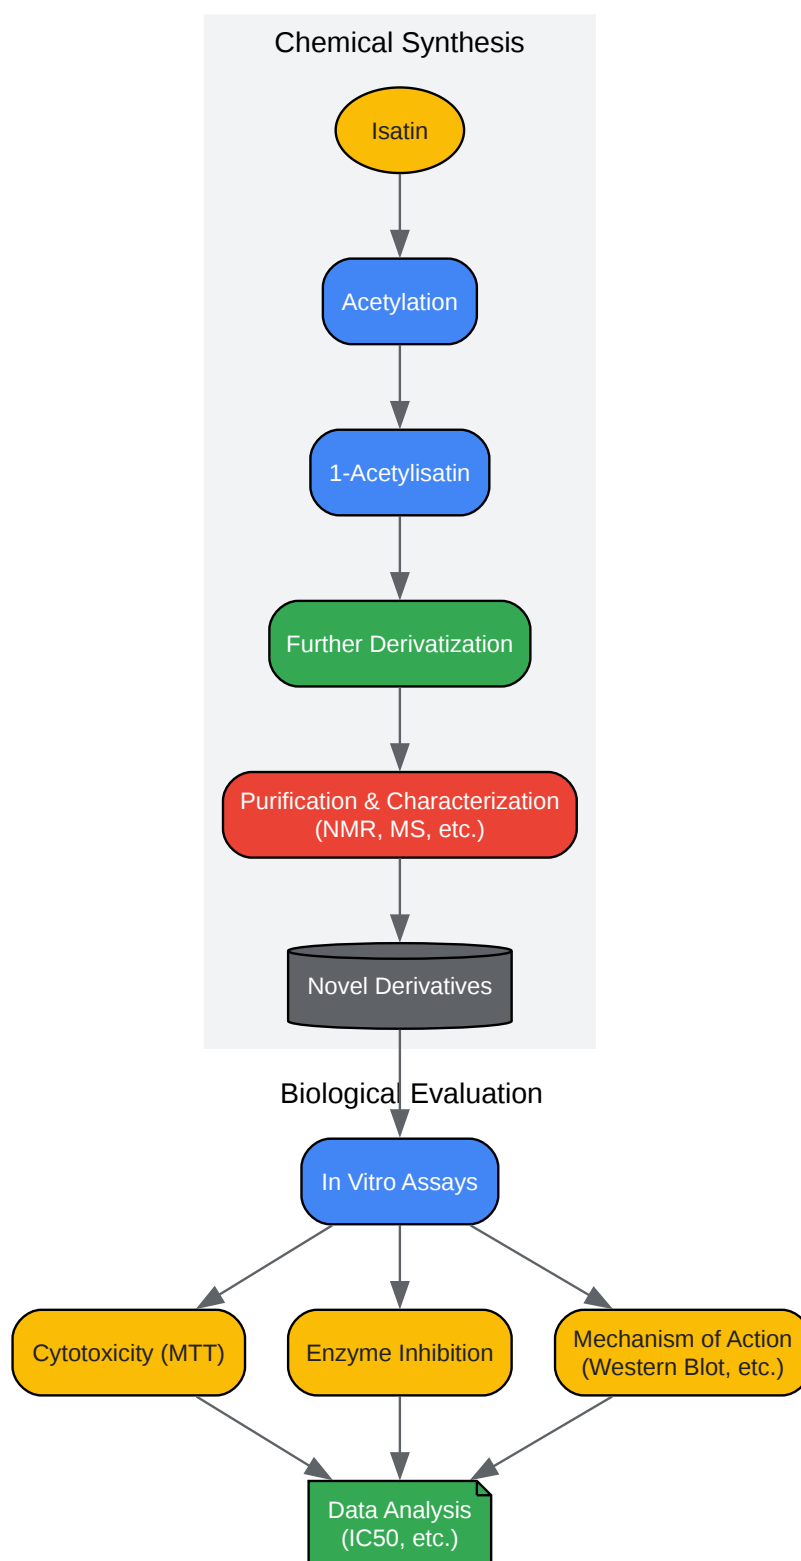 Chemical Synthesis
Isatin
Acetylation
1-Acetylisatin
Further Derivatization
Purification & Characterization
(NMR, MS, etc.)
Novel Derivatives
Biological Evaluation
In Vitro Assays
Cytotoxicity (MTT)
Enzyme Inhibition
Mechanism of Action
(Western Blot, etc.)
Data Analysis
(IC50, etc.)